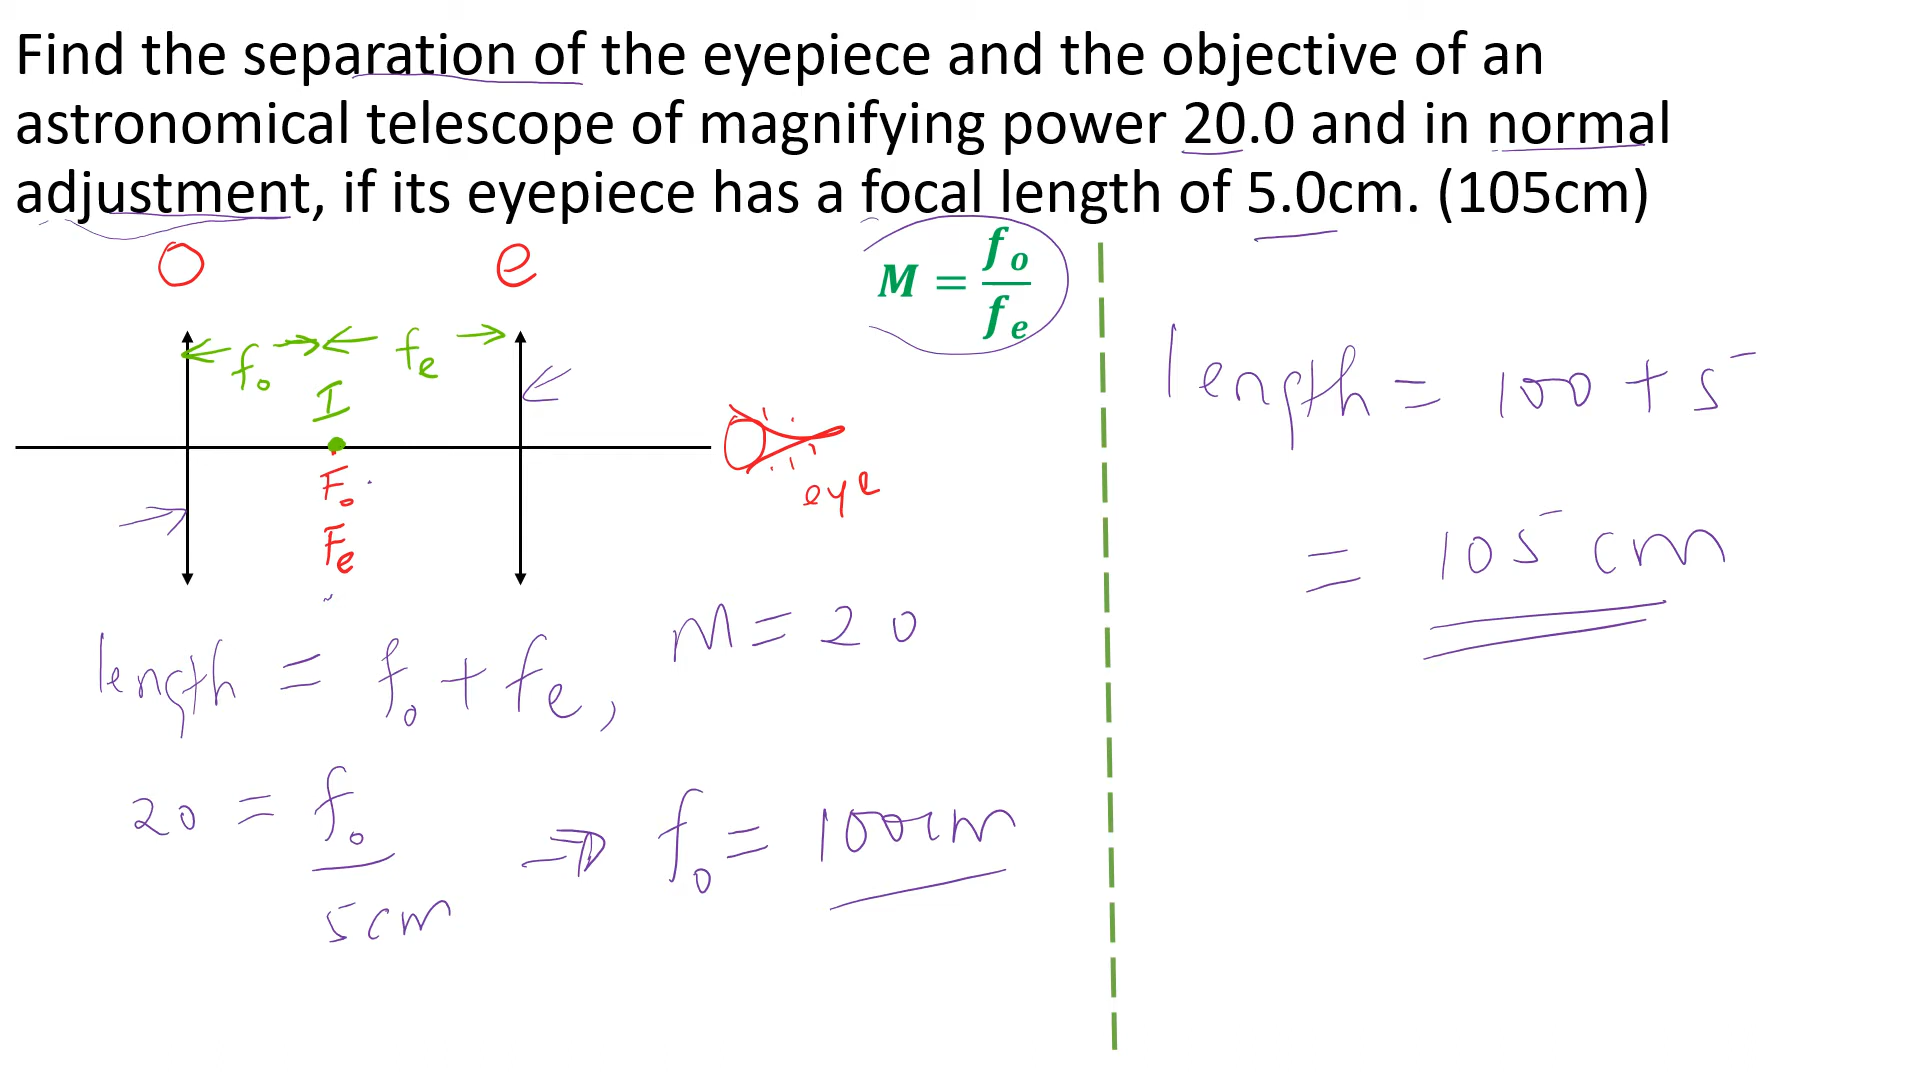 Find the separation of the eyepiece and the objective of an
astronomical telescope of magnifying power 20.0 and in normal
adjustment, if its eyepiece has a focal length of 5.0cm. (105cm)
O e
M = fo/fe
fo fe
I
Fo
Fe
eye
length = fo + fe, M = 20
20 = fo/5cm ⇒ fo = 100cm
length = 100 + 5
= 105 cm